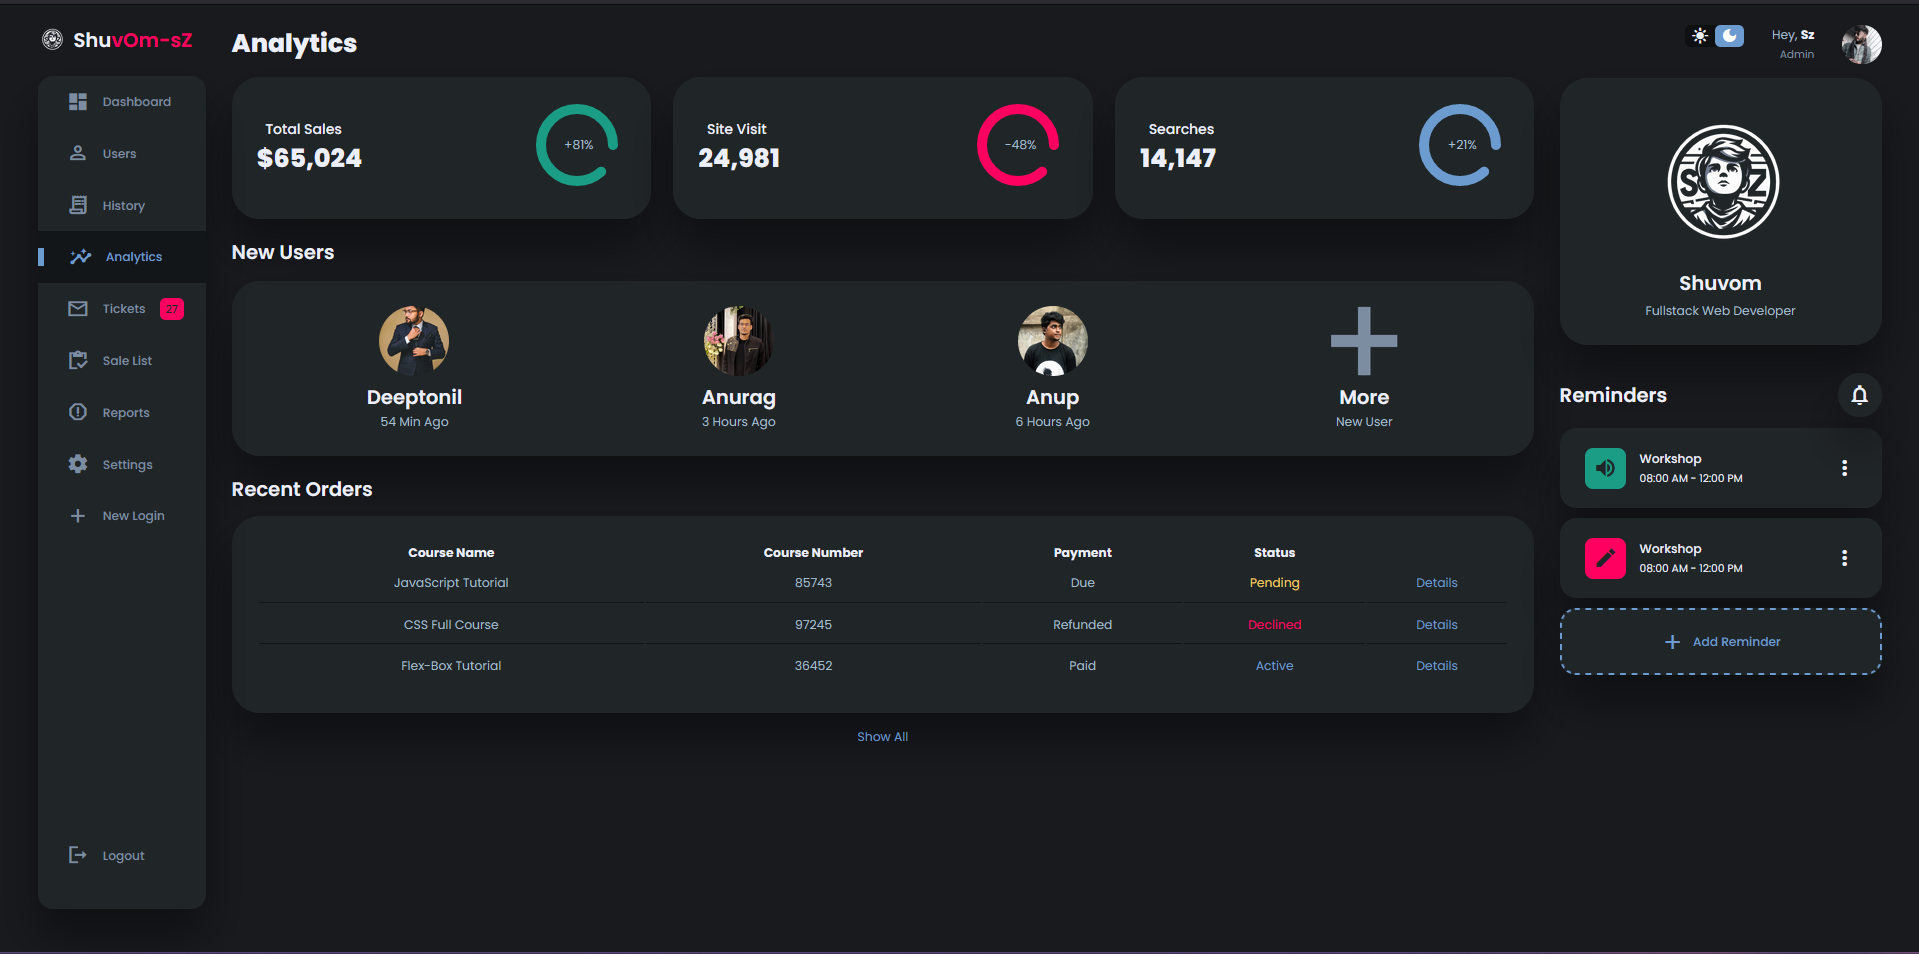 ShuvOm-sZ
Dashboard
Users
History
Analytics
Tickets 27
Sale List
Reports
Settings
New Login
Logout
Analytics
Total Sales
$65,024
+81%
Site Visit
24,981
-48%
Searches
14,147
+21%
New Users
Deeptonil
54 Min Ago
Anurag
3 Hours Ago
Anup
6 Hours Ago
More
New User
Recent Orders
Course Name Course Number Payment Status
JavaScript Tutorial 85743 Due Pending Details
CSS Full Course 97245 Refunded Declined Details
Flex-Box Tutorial 36452 Paid Active Details
Show All
Hey, Sz
Admin
SZ
Shuvom
Fullstack Web Developer
Reminders
Workshop
08:00 AM - 12:00 PM
Workshop
08:00 AM - 12:00 PM
Add Reminder